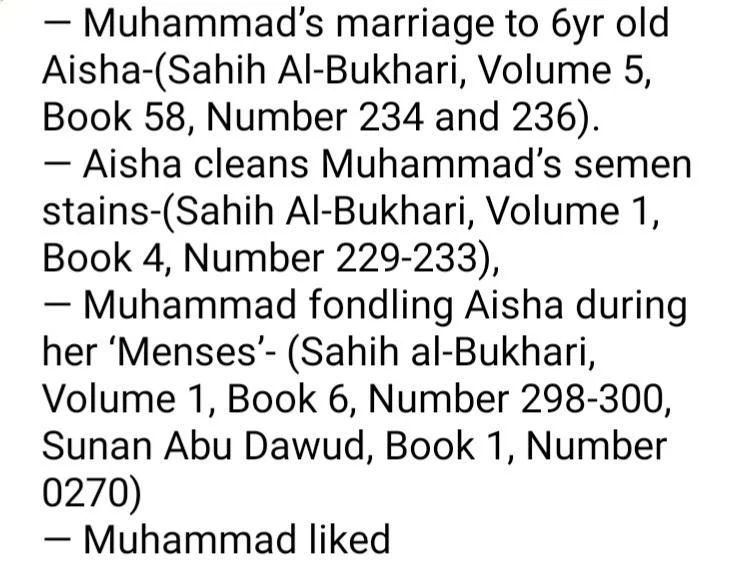 — Muhammad's marriage to 6yr old
Aisha-(Sahih Al-Bukhari, Volume 5,
Book 58, Number 234 and 236).
— Aisha cleans Muhammad's semen
stains-(Sahih Al-Bukhari, Volume 1,
Book 4, Number 229-233),
— Muhammad fondling Aisha during
her ‘Menses’- (Sahih al-Bukhari,
Volume 1, Book 6, Number 298-300,
Sunan Abu Dawud, Book 1, Number
0270)
— Muhammad liked